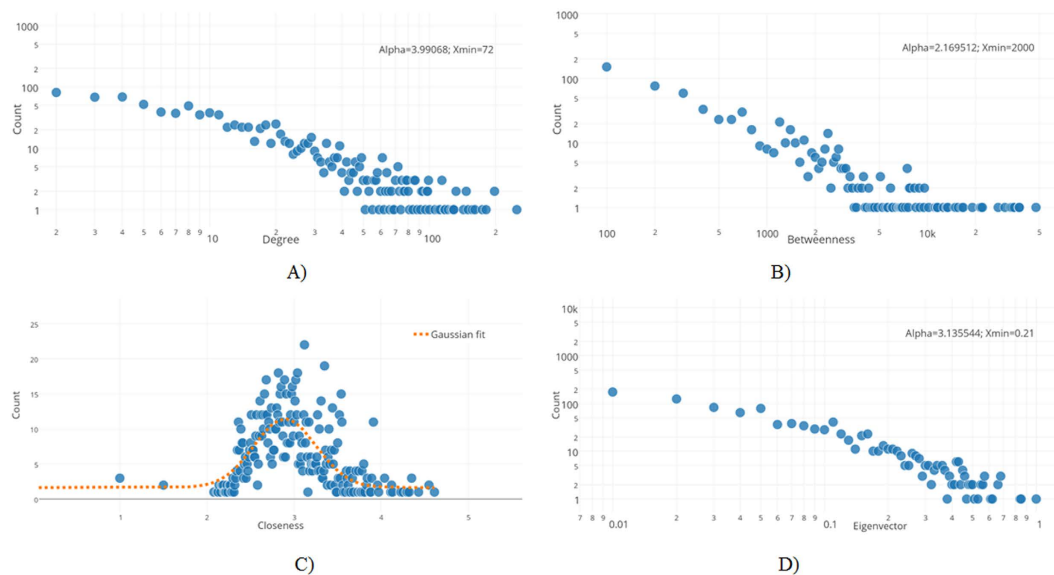 1000
5
2
100
5
2
10
5
2
1
Count
Alpha=3.99068; Xmin=72
2 3 4 5 6 7 8 9 10 2 3 4 5 6 7 8 9 100 2
Degree
A)
10k
5
2
1000
5
2
100
5
2
10
5
2
1
Count
Alpha=2.169512; Xmin=2000
100 2 5 1000 2 5 10k 2 5
Betweenness
B)
25
20
15
10
5
0
Count
Gaussian fit
1 2 3 4 5
Closeness
C)
10k
5
2
1000
5
2
100
5
2
10
5
2
1
Count
Alpha=3.135544; Xmin=0.21
7 8 9 0.01 2 3 4 5 6 7 8 9 0.1 2 3 4 5 6 7 8 9 1
Eigenvector
D)